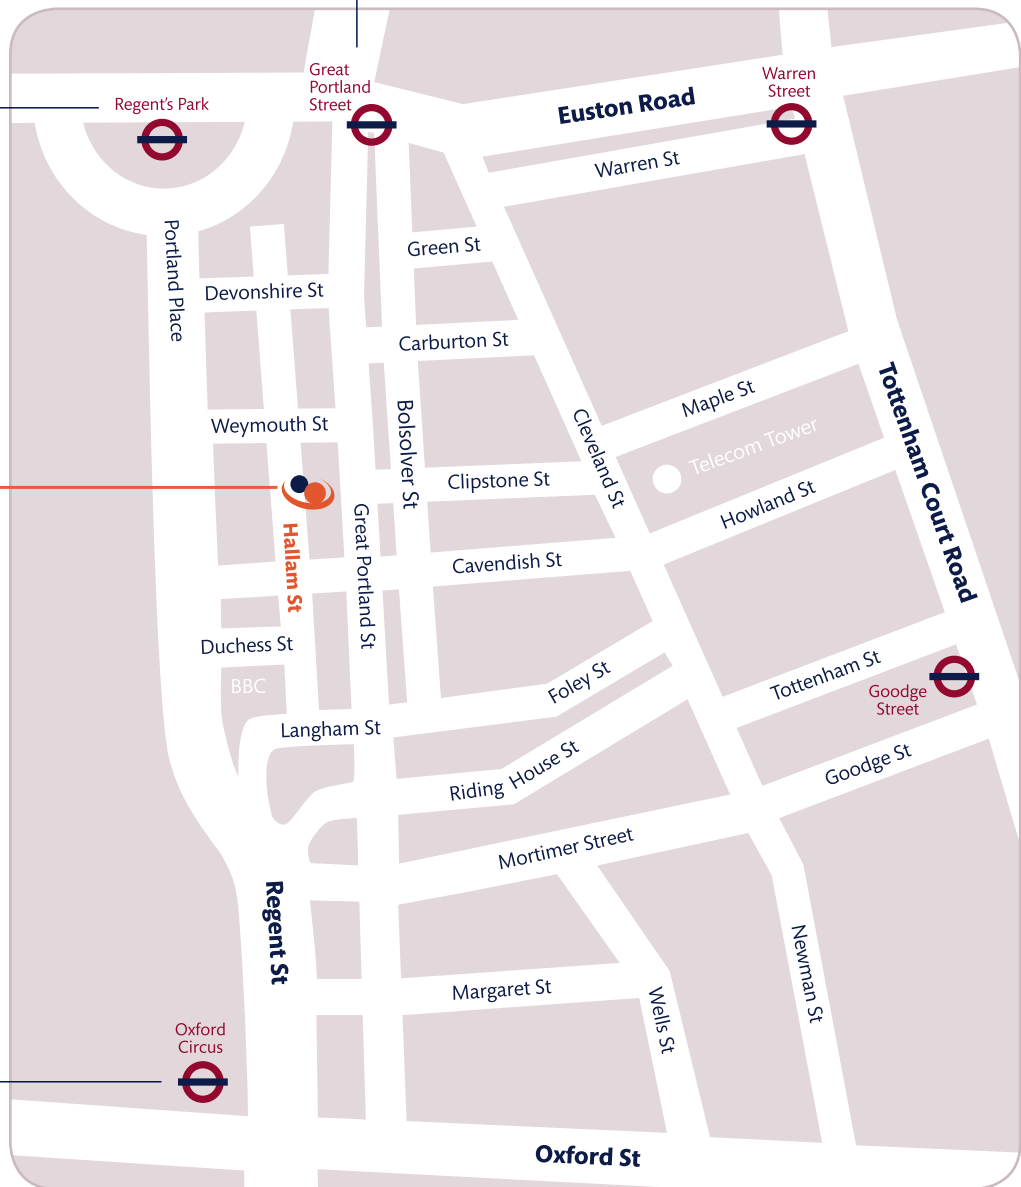 Great
Portland
Street
Warren
Street
Regent's Park
Euston Road
Warren St
Portland Place
Green St
Devonshire St
Carburton St
Maple St
Tottenham Court Road
Weymouth St
Bolsolver St
Cleveland St
Telecom Tower
Clipstone St
Howland St
Hallam St
Great Portland St
Cavendish St
Duchess St
BBC
Foley St
Tottenham St
Goodge
Street
Langham St
Riding House St
Goodge St
Mortimer Street
Regent St
Newman St
Margaret St
Wells St
Oxford
Circus
Oxford St